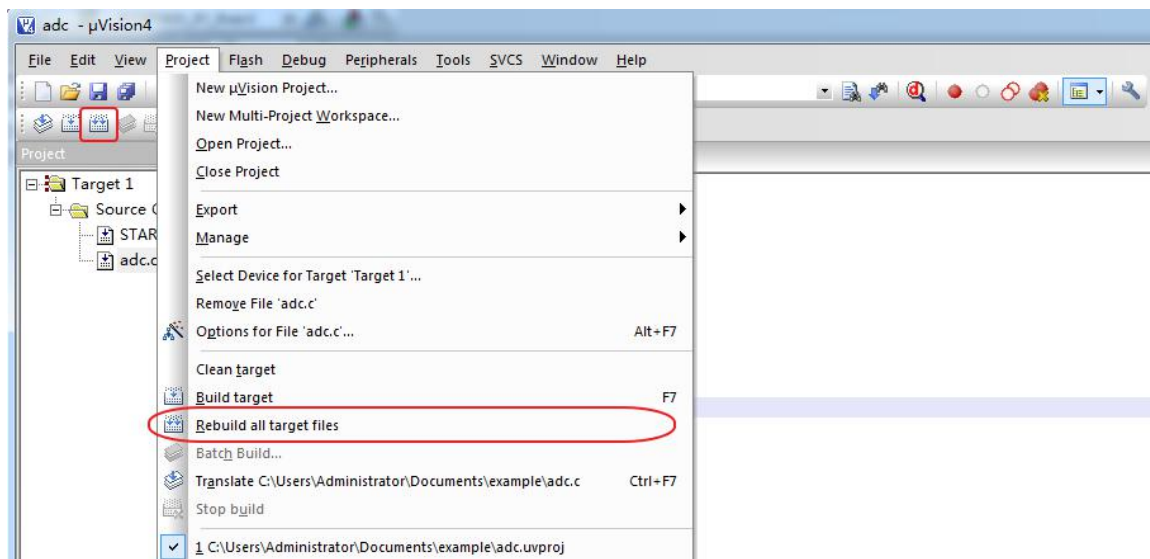 adc - µVision4
File Edit View Project Flash Debug Peripherals Tools SVCS Window Help
New µVision Project...
New Multi-Project Workspace...
Open Project...
Close Project
Project
Target 1
Source
STAR
adc.c
Export
Manage
Select Device for Target 'Target 1'...
Remove File 'adc.c'
Options for File 'adc.c'... Alt+F7
Clean target
Build target F7
Rebuild all target files
Batch Build...
Translate C:\Users\Administrator\Documents\example\adc.c Ctrl+F7
Stop build
1 C:\Users\Administrator\Documents\example\adc.uvproj